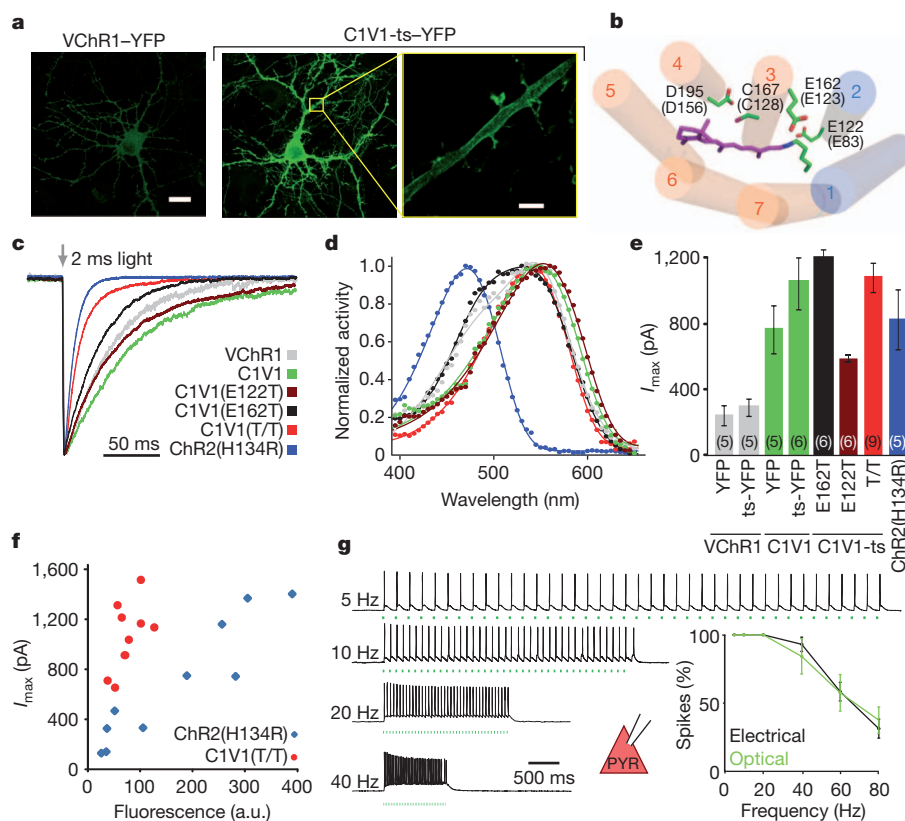 a
VChR1–YFP
C1V1-ts–YFP
b
5
4
3
2
6
7
1
D195
(D156)
C167
(C128)
E162
(E123)
E122
(E83)
c
2 ms light
VChR1
C1V1
C1V1(E122T)
C1V1(E162T)
C1V1(T/T)
ChR2(H134R)
50 ms
d
Normalized activity
1.0
0.8
0.6
0.4
0.2
0
400 500 600
Wavelength (nm)
e
Imax (pA)
1,200
800
400
0
(5) (5) (5) (6) (6) (6) (9) (5)
YFP
ts-YFP
YFP
ts-YFP
E162T
E122T
T/T
ChR2(H134R)
VChR1 C1V1 C1V1-ts
f
Imax (pA)
1,600
1,200
800
400
0
0 100 200 300 400
Fluorescence (a.u.)
ChR2(H134R)
C1V1(T/T)
g
5 Hz
10 Hz
20 Hz
40 Hz
500 ms
PYR
Spikes (%)
100
50
0
0 20 40 60 80
Frequency (Hz)
Electrical
Optical